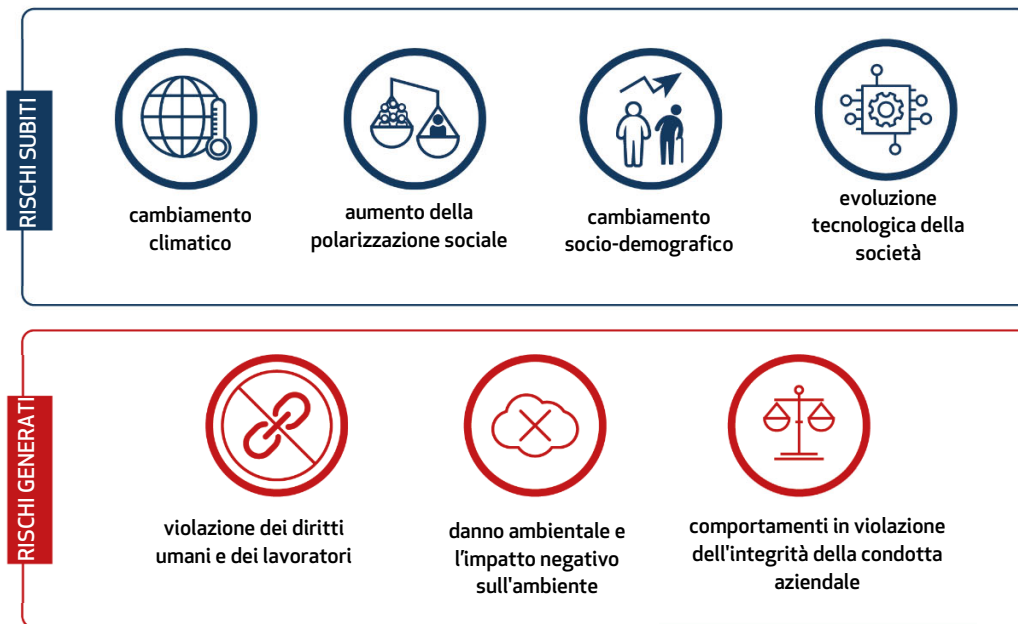 RISCHI SUBITI
cambiamento
climatico
aumento della
polarizzazione sociale
cambiamento
socio-demografico
evoluzione
tecnologica della
società
RISCHI GENERATI
violazione dei diritti
umani e dei lavoratori
danno ambientale e
l'impatto negativo
sull'ambiente
comportamenti in violazione
dell'integrità della condotta
aziendale